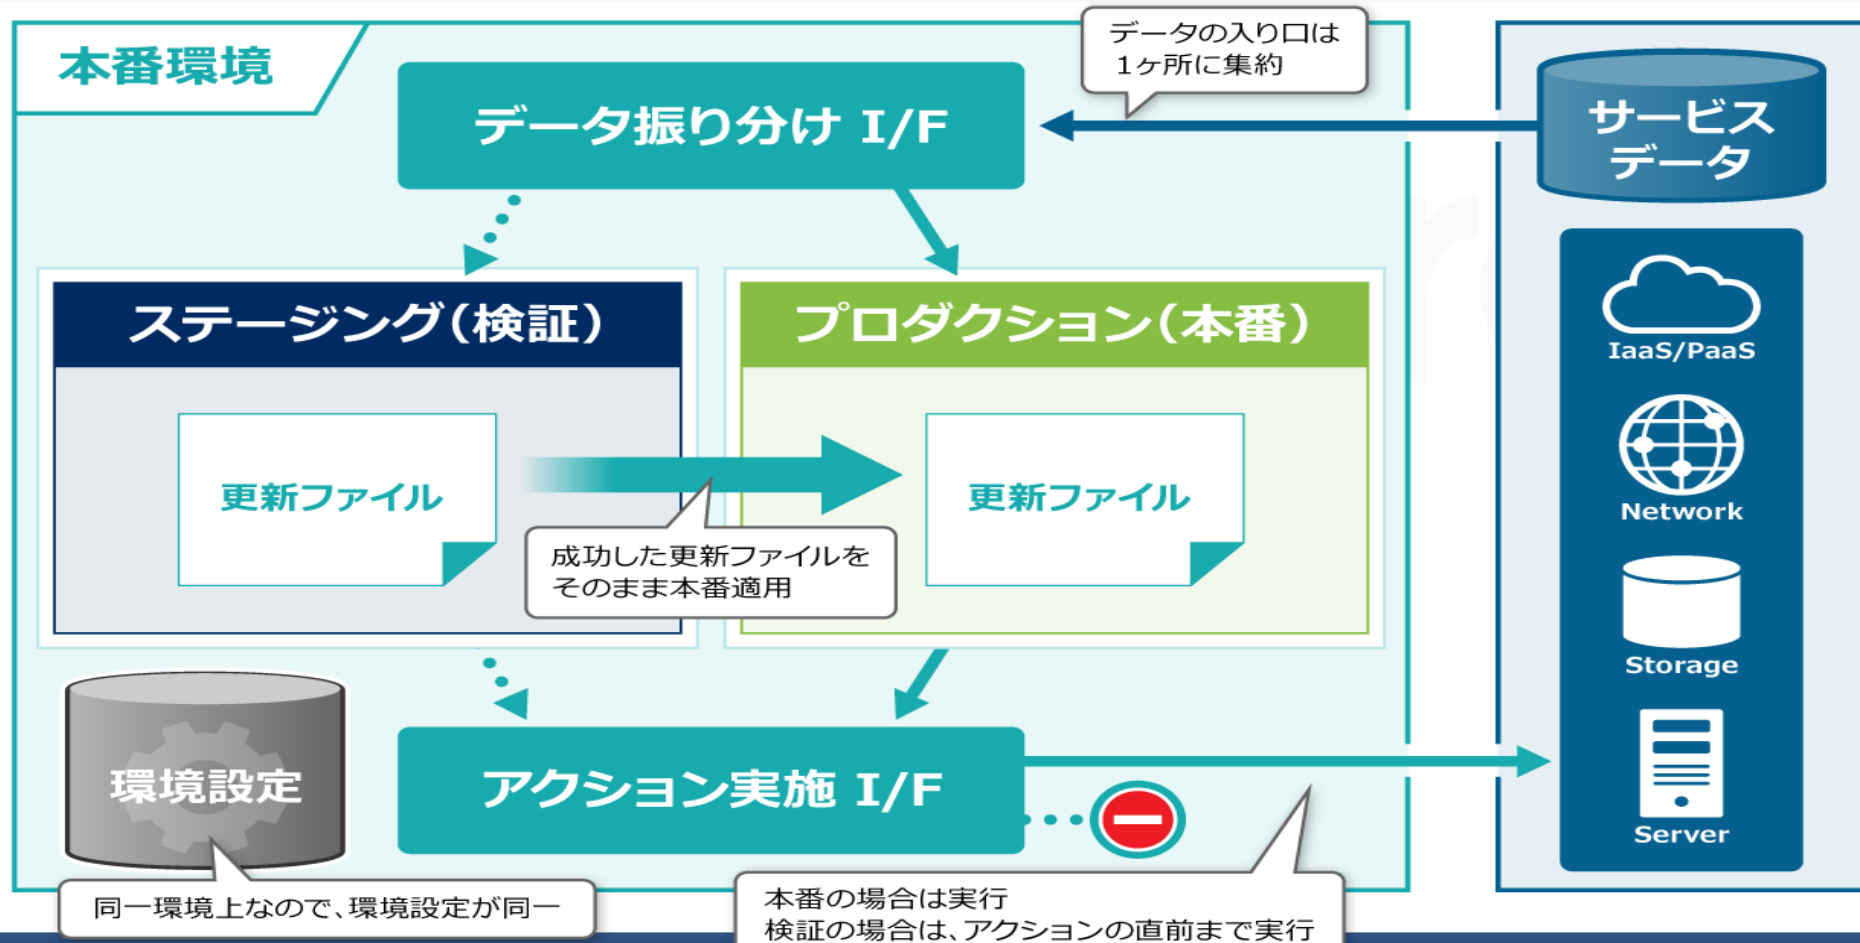 本番環境
データの入り口は
1ヶ所に集約
データ振り分け I/F
サービス
データ
ステージング(検証)
プロダクション(本番)
IaaS/PaaS
Network
更新ファイル
更新ファイル
成功した更新ファイルを
そのまま本番適用
Storage
環境設定
アクション実施 I/F
Server
同一環境上なので、環境設定が同一
本番の場合は実行
検証の場合は、アクションの直前まで実行